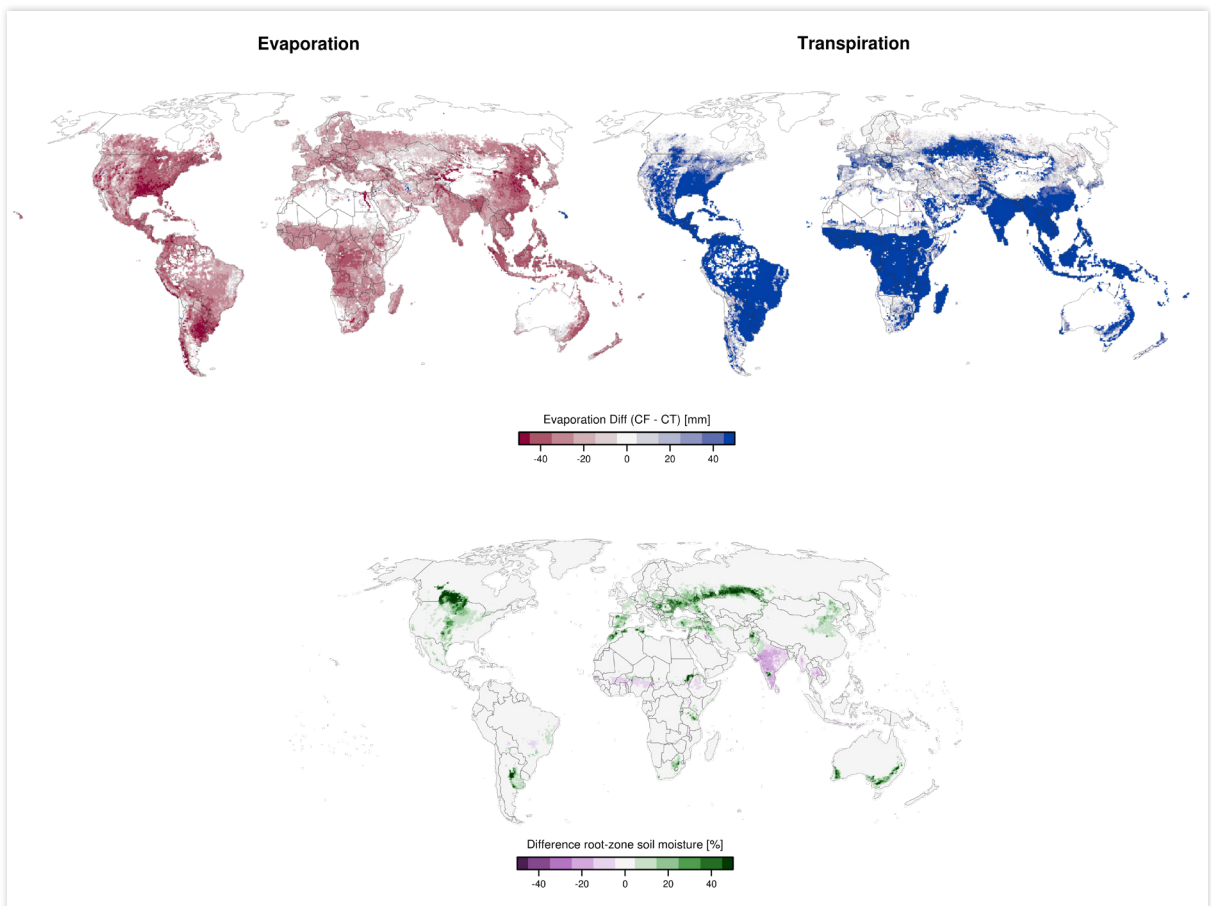 Evaporation
Transpiration
Evaporation Diff (CF - CT) [mm]
-40 -20 0 20 40
Difference root-zone soil moisture [%]
-40 -20 0 20 40